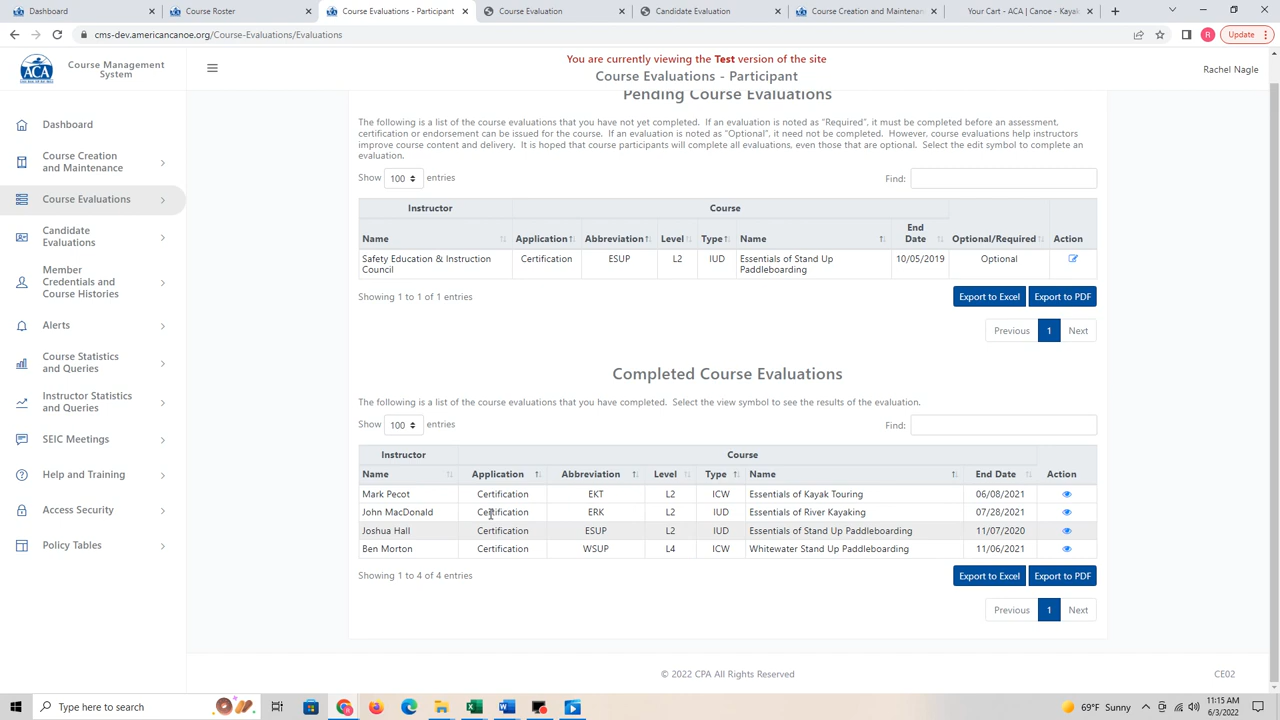 Dashboard
Course Roster
Course Evaluations - Participant
Course Evaluation
Candidate Evaluation
Course Creation and Maintenan
Your Cart - ACA | Canoe - Kayak
cms-dev.americancanoe.org/Course-Evaluations/Evaluations
R
Update
ACA
Course Management
System
You are currently viewing the Test version of the site
Course Evaluations - Participant
Rachel Nagle
Dashboard
Course Creation
and Maintenance
Course Evaluations
Candidate
Evaluations
Member
Credentials and
Course Histories
Alerts
Course Statistics
and Queries
Instructor Statistics
and Queries
SEIC Meetings
Help and Training
Access Security
Policy Tables
Pending Course Evaluations
The following is a list of the course evaluations that you have not yet completed. If an evaluation is noted as “Required”, it must be completed before an assessment,
certification or endorsement can be issued for the course. If an evaluation is noted as “Optional”, it need not be completed. However, course evaluations help instructors
improve course content and delivery. It is hoped that course participants will complete all evaluations, even those that are optional. Select the edit symbol to complete an
evaluation.
Show 100 entries
Find:
Instructor Course
Name Application Abbreviation Level Type Name End Date Optional/Required Action
Safety Education & Instruction Council Certification ESUP L2 IUD Essentials of Stand Up Paddleboarding 10/05/2019 Optional
Showing 1 to 1 of 1 entries
Export to Excel Export to PDF
Previous 1 Next
Completed Course Evaluations
The following is a list of the course evaluations that you have completed. Select the view symbol to see the results of the evaluation.
Show 100 entries
Find:
Instructor Course
Name Application Abbreviation Level Type Name End Date Action
Mark Pecot Certification EKT L2 ICW Essentials of Kayak Touring 06/08/2021
John MacDonald Certification ERK L2 IUD Essentials of River Kayaking 07/28/2021
Joshua Hall Certification ESUP L2 IUD Essentials of Stand Up Paddleboarding 11/07/2020
Ben Morton Certification WSUP L4 ICW Whitewater Stand Up Paddleboarding 11/06/2021
Showing 1 to 4 of 4 entries
Export to Excel Export to PDF
Previous 1 Next
© 2022 CPA All Rights Reserved
CE02
Type here to search
69°F Sunny
11:15 AM
6/3/2022